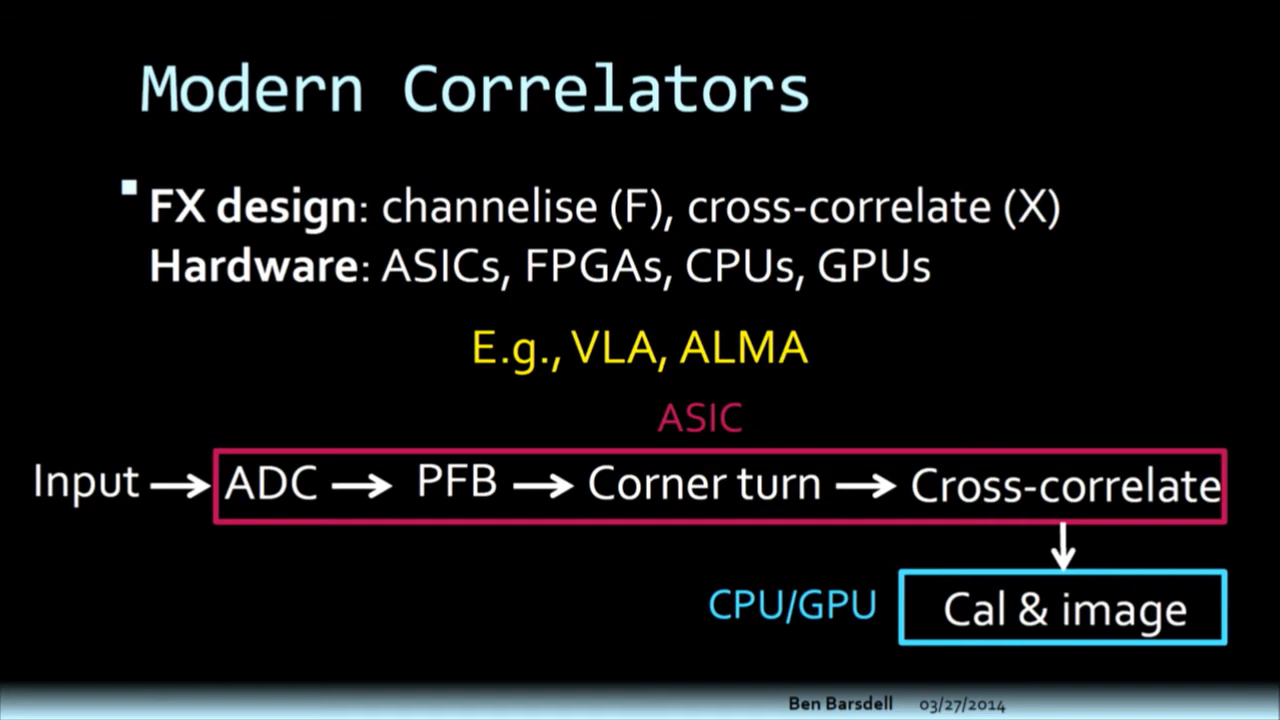 Modern Correlators
FX design: channelise (F), cross-correlate (X)
Hardware: ASICs, FPGAs, CPUs, GPUs
E.g., VLA, ALMA
ASIC
Input ADC PFB Corner turn Cross-correlate
CPU/GPU Cal & image
Ben Barsdell 03/27/2014